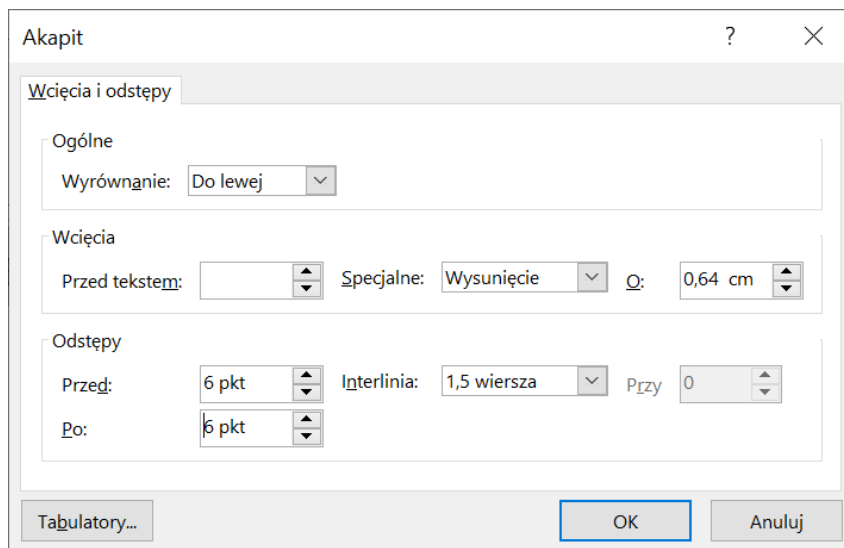 Akapit ?
Wcięcia i odstępy
Ogólne
Wyrównanie: Do lewej
Wcięcia
Przed tekstem: Specjalne: Wysunięcie O: 0,64 cm
Odstępy
Przed: 6 pkt Interlinia: 1,5 wiersza Przy 0
Po: 6 pkt
Tabulatory... OK Anuluj